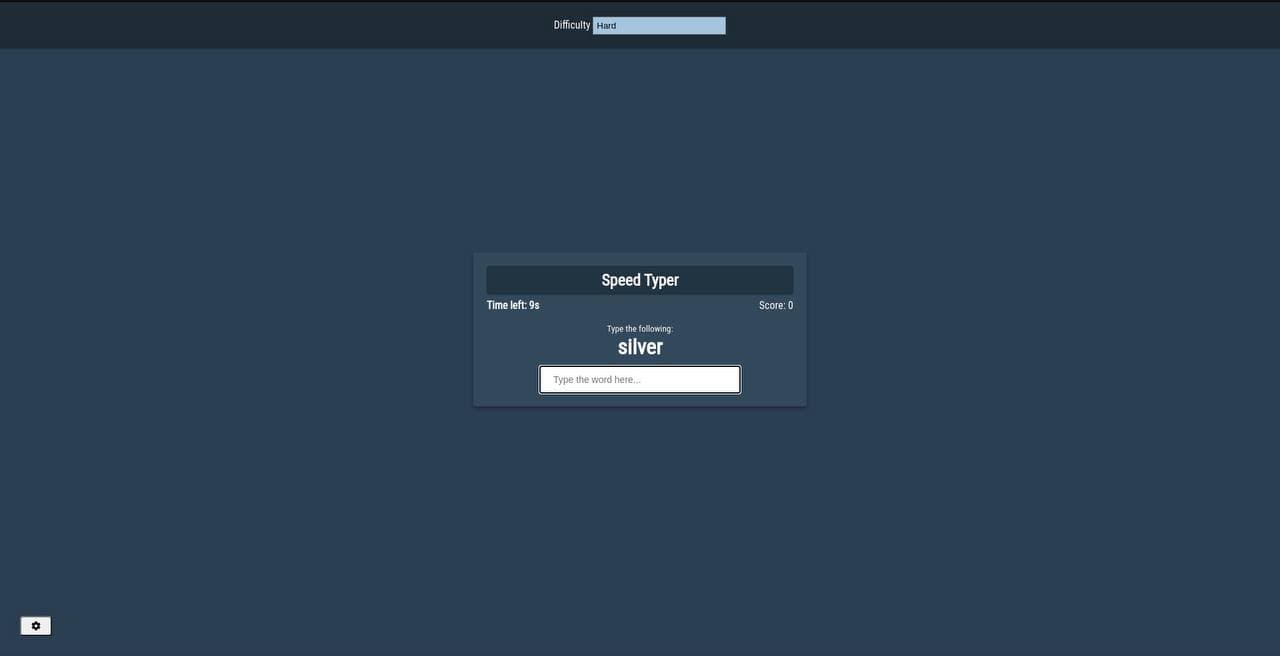 Difficulty Hard
Speed Typer
Time left: 9s Score: 0
Type the following:
silver
Type the word here...